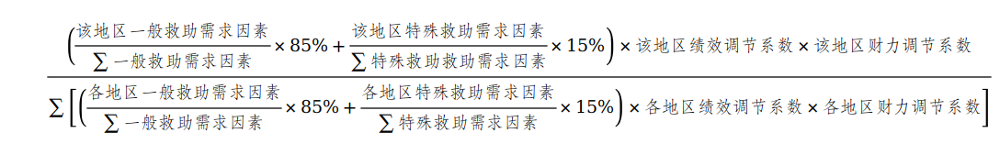 (该地区一般救助需求因素/∑一般救助需求因素 × 85% + 该地区特殊救助需求因素/∑特殊救助救助需求因素 × 15%) × 该地区绩效调节系数 × 该地区财力调节系数
∑[(各地区一般救助需求因素/∑一般救助需求因素 × 85% + 各地区特殊救助需求因素/∑特殊救助需求因素 × 15%) × 各地区绩效调节系数 × 各地区财力调节系数]